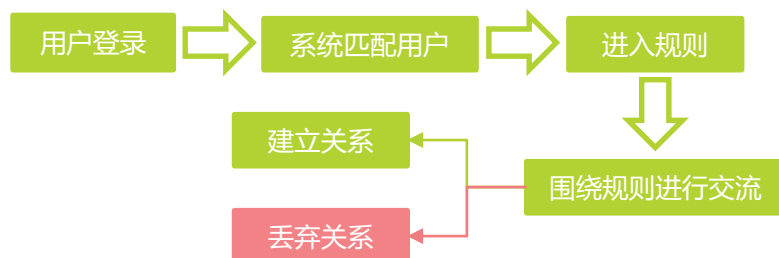 用户登录
系统匹配用户
进入规则
建立关系
围绕规则进行交流
丢弃关系